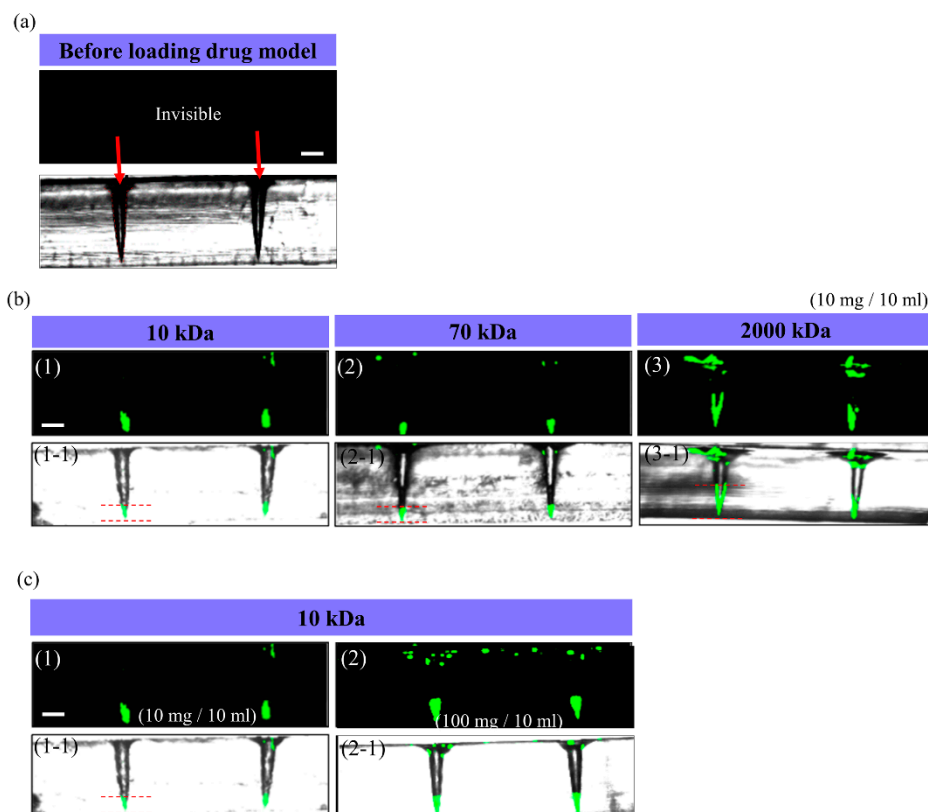 (a)
Before loading drug model
Invisible
(b)
(10 mg / 10 ml)
10 kDa
70 kDa
2000 kDa
(1)
(2)
(3)
(1-1)
(2-1)
(3-1)
(c)
10 kDa
(1)
(2)
(10 mg / 10 ml)
(100 mg / 10 ml)
(1-1)
(2-1)